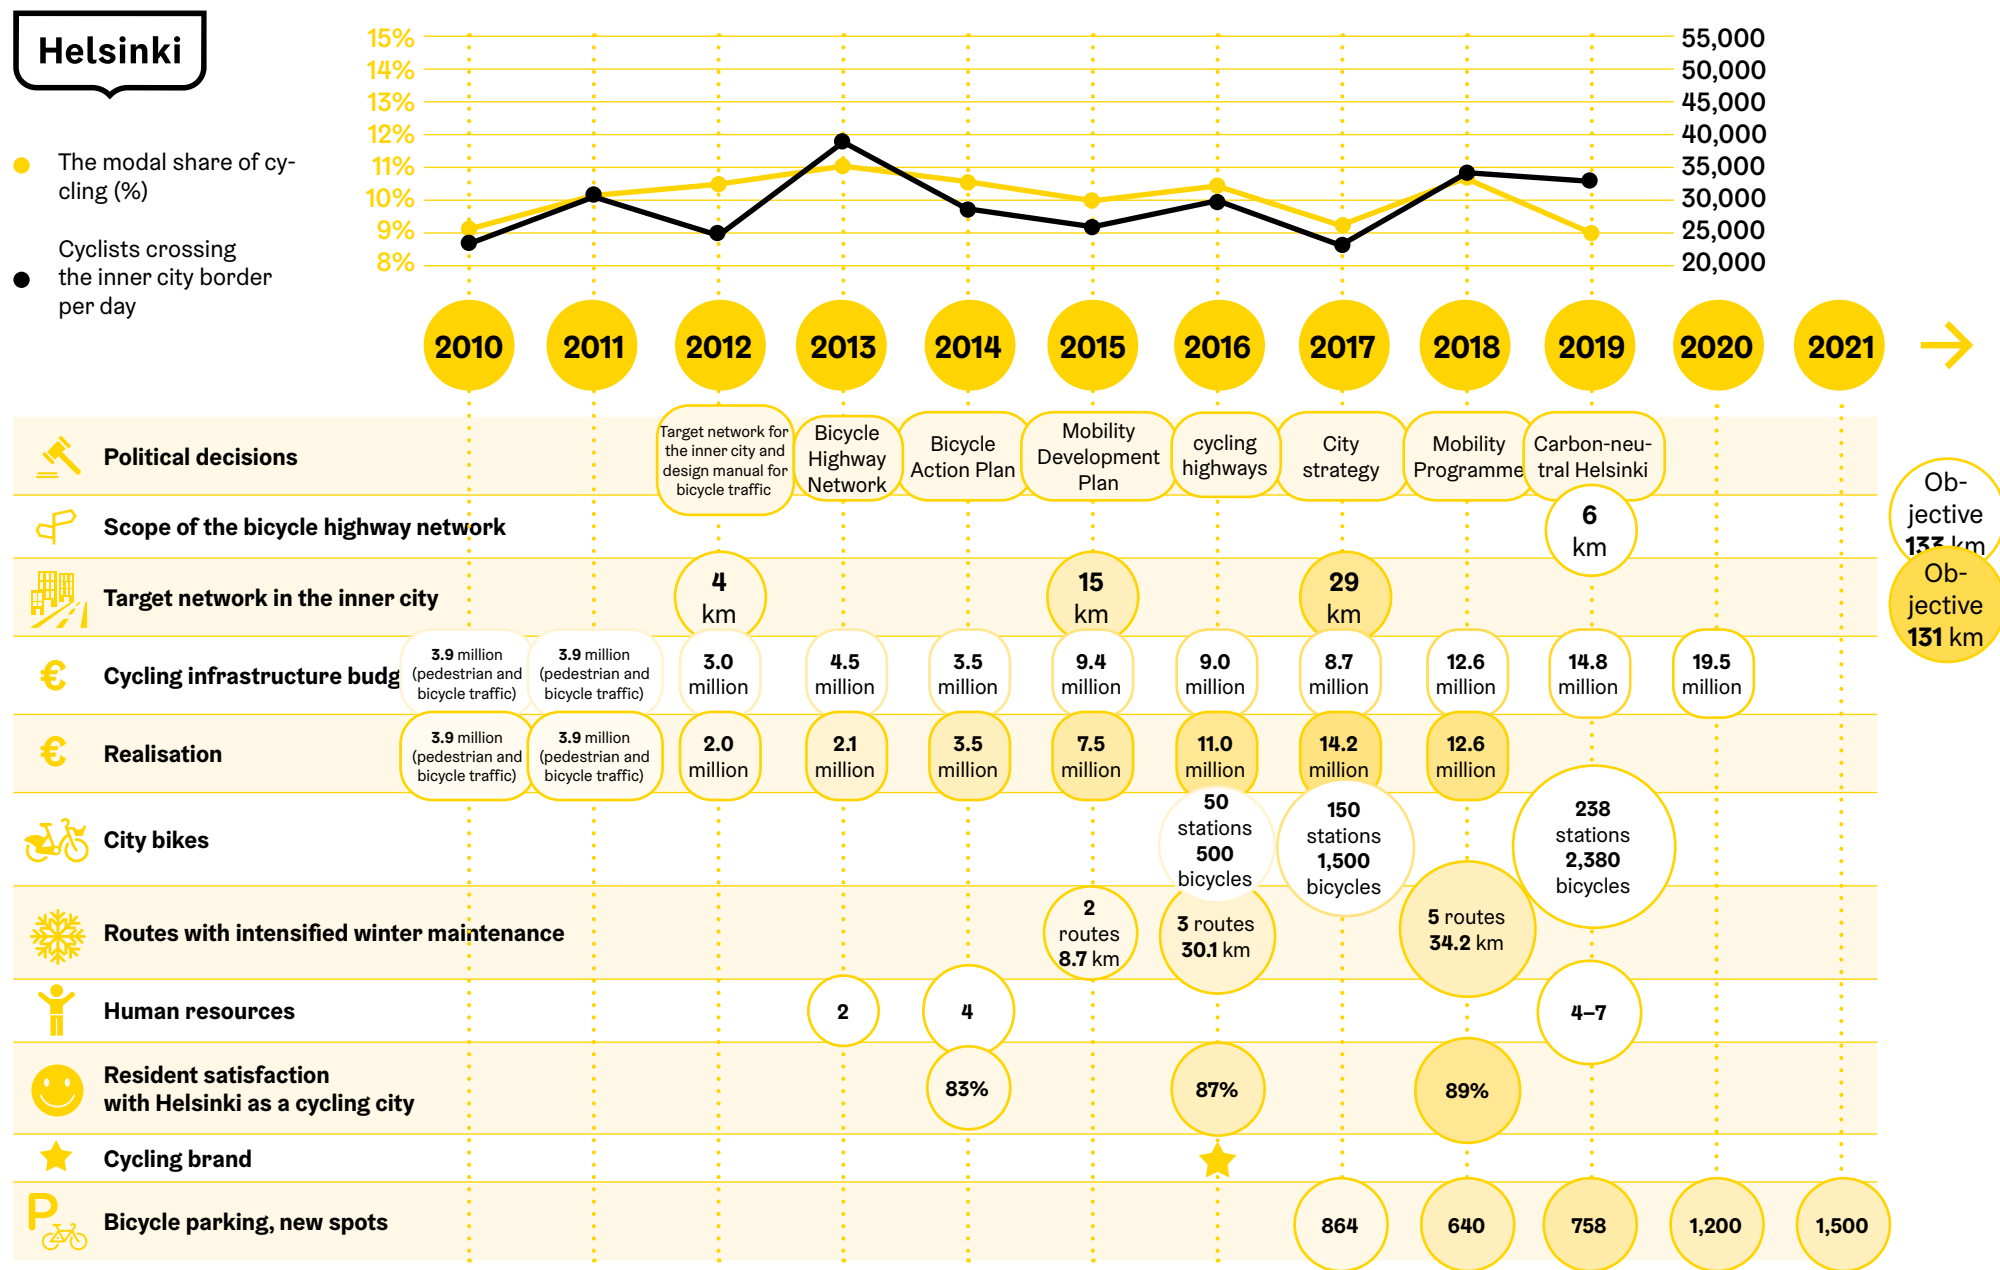 Helsinki
The modal share of cy-
cling (%)
Cyclists crossing
the inner city border
per day
15%
14%
13%
12%
11%
10%
9%
8%
55,000
50,000
45,000
40,000
35,000
30,000
25,000
20,000
2010 2011 2012 2013 2014 2015 2016 2017 2018 2019 2020 2021
Political decisions
Target network for
the inner city and
design manual for
bicycle traffic
Bicycle
Highway
Network
Bicycle
Action Plan
Mobility
Development
Plan
cycling
highways
City
strategy
Mobility
Programme
Carbon-neu-
tral Helsinki
Scope of the bicycle highway network
6
km
Ob-
jective
133 km
Target network in the inner city
4
km
15
km
29
km
Ob-
jective
131 km
Cycling infrastructure budg
3.9 million
(pedestrian and
bicycle traffic)
3.9 million
(pedestrian and
bicycle traffic)
3.0
million
4.5
million
3.5
million
9.4
million
9.0
million
8.7
million
12.6
million
14.8
million
19.5
million
Realisation
3.9 million
(pedestrian and
bicycle traffic)
3.9 million
(pedestrian and
bicycle traffic)
2.0
million
2.1
million
3.5
million
7.5
million
11.0
million
14.2
million
12.6
million
City bikes
50
stations
500
bicycles
150
stations
1,500
bicycles
238
stations
2,380
bicycles
Routes with intensified winter maintenance
2
routes
8.7 km
3 routes
30.1 km
5 routes
34.2 km
Human resources
2
4
4–7
Resident satisfaction
with Helsinki as a cycling city
83%
87%
89%
Cycling brand
P
Bicycle parking, new spots
864
640
758
1,200
1,500